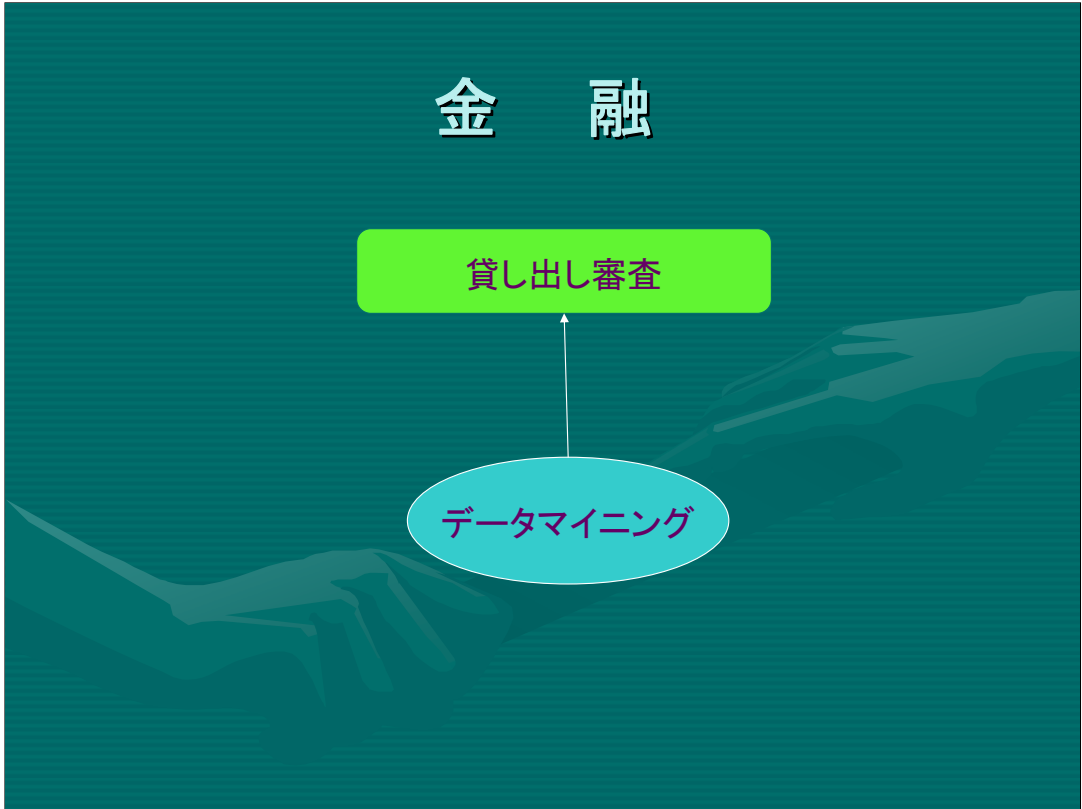 金　融
貸し出し審査
データマイニング